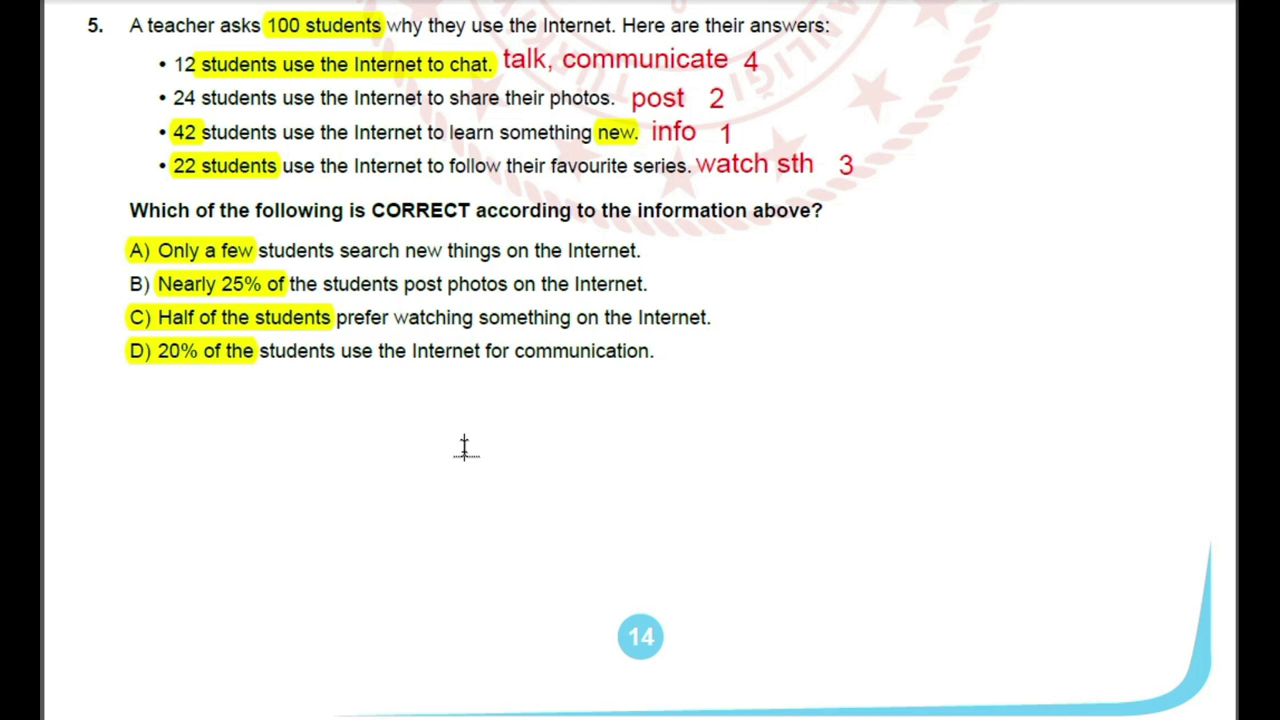 5. A teacher asks 100 students why they use the Internet. Here are their answers:
• 12 students use the Internet to chat. talk, communicate 4
• 24 students use the Internet to share their photos. post 2
• 42 students use the Internet to learn something new. info 1
• 22 students use the Internet to follow their favourite series. watch sth 3
Which of the following is CORRECT according to the information above?
A) Only a few students search new things on the Internet.
B) Nearly 25% of the students post photos on the Internet.
C) Half of the students prefer watching something on the Internet.
D) 20% of the students use the Internet for communication.
14